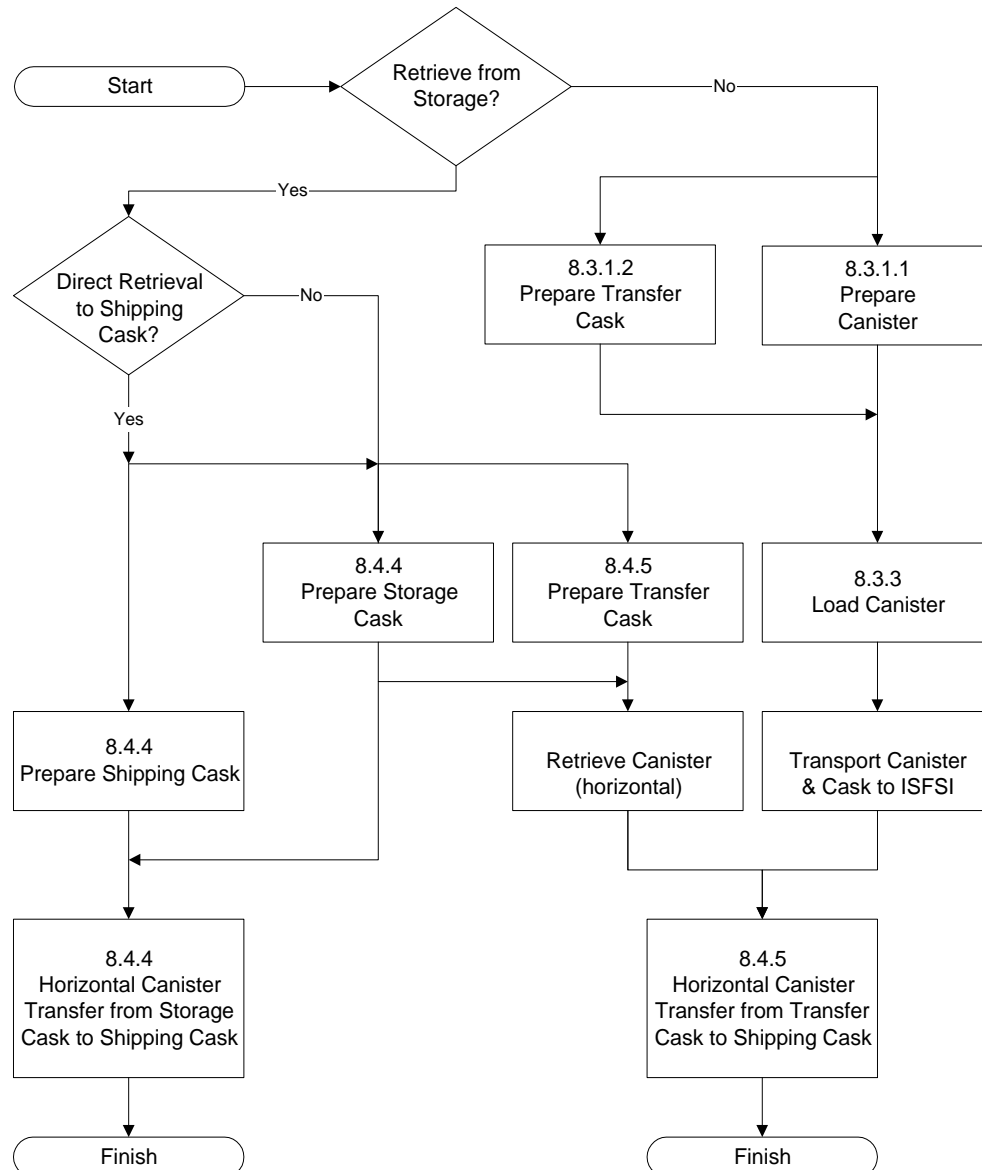 Start
Retrieve from
Storage?
No
Yes
Direct Retrieval
to Shipping
Cask?
No
Yes
8.3.1.2
Prepare Transfer
Cask
8.3.1.1
Prepare
Canister
8.4.4
Prepare Storage
Cask
8.4.5
Prepare Transfer
Cask
8.3.3
Load Canister
8.4.4
Prepare Shipping Cask
Retrieve Canister
(horizontal)
Transport Canister
& Cask to ISFSI
8.4.4
Horizontal Canister
Transfer from Storage
Cask to Shipping Cask
8.4.5
Horizontal Canister
Transfer from Transfer
Cask to Shipping Cask
Finish
Finish